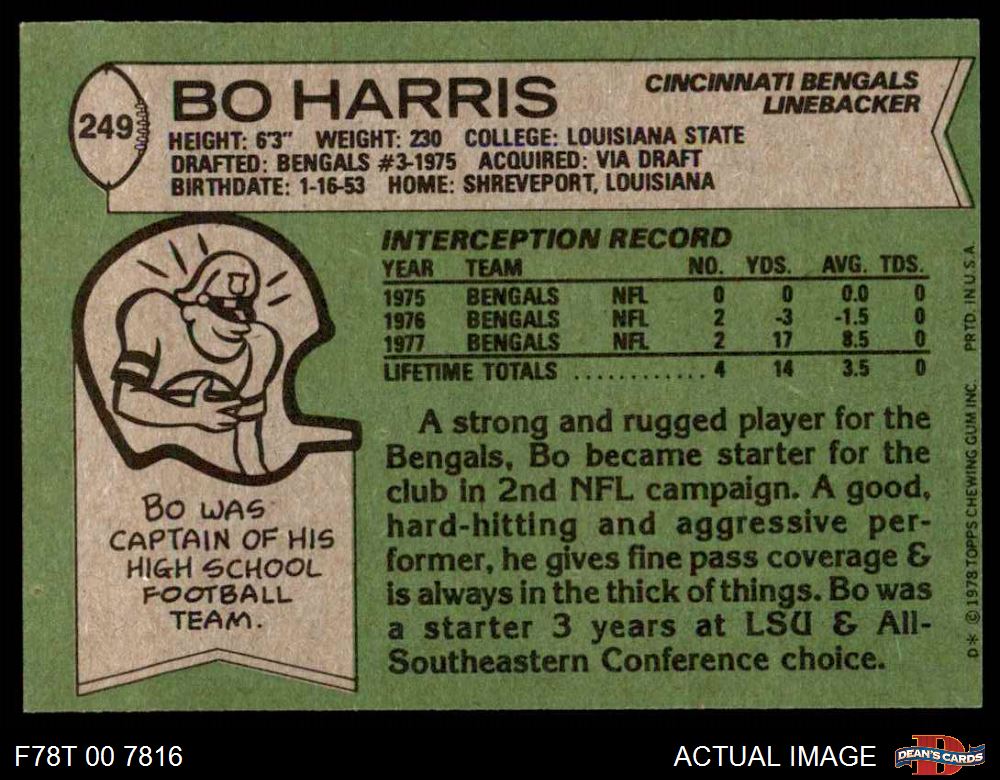 249
BO HARRIS
CINCINNATI BENGALS
LINEBACKER
HEIGHT: 6'3" WEIGHT: 230 COLLEGE: LOUISIANA STATE
DRAFTED: BENGALS #3-1975 ACQUIRED: VIA DRAFT
BIRTHDATE: 1-16-53 HOME: SHREVEPORT, LOUISIANA
INTERCEPTION RECORD
YEAR TEAM NO. YDS. AVG. TDS.
1975 BENGALS NFL 0 0 0.0 0
1976 BENGALS NFL 2 -3 -1.5 0
1977 BENGALS NFL 2 17 8.5 0
LIFETIME TOTALS ............ 4 14 3.5 0
BO WAS
CAPTAIN OF HIS
HIGH SCHOOL
FOOTBALL
TEAM.
A strong and rugged player for the
Bengals, Bo became starter for the
club in 2nd NFL campaign. A good,
hard-hitting and aggressive per-
former, he gives fine pass coverage &
is always in the thick of things. Bo was
a starter 3 years at LSU & All-
Southeastern Conference choice.
D* © 1978 TOPPS CHEWING GUM INC. PRTD. IN U.S.A.
F78T 00 7816
ACTUAL IMAGE
D
DEAN'S CARDS